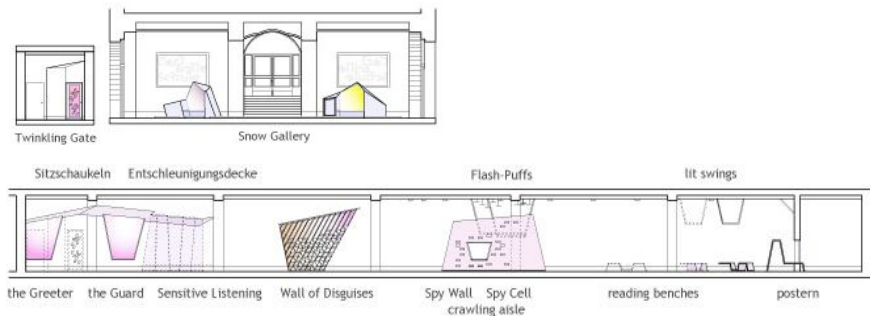 Twinkling Gate
Snow Gallery
Sitzschaukeln Entschleunigungsdecke Flash-Puffs lit swings
the Greeter the Guard Sensitive Listening Wall of Disguises Spy Wall Spy Cell reading benches postern
crawling aisle